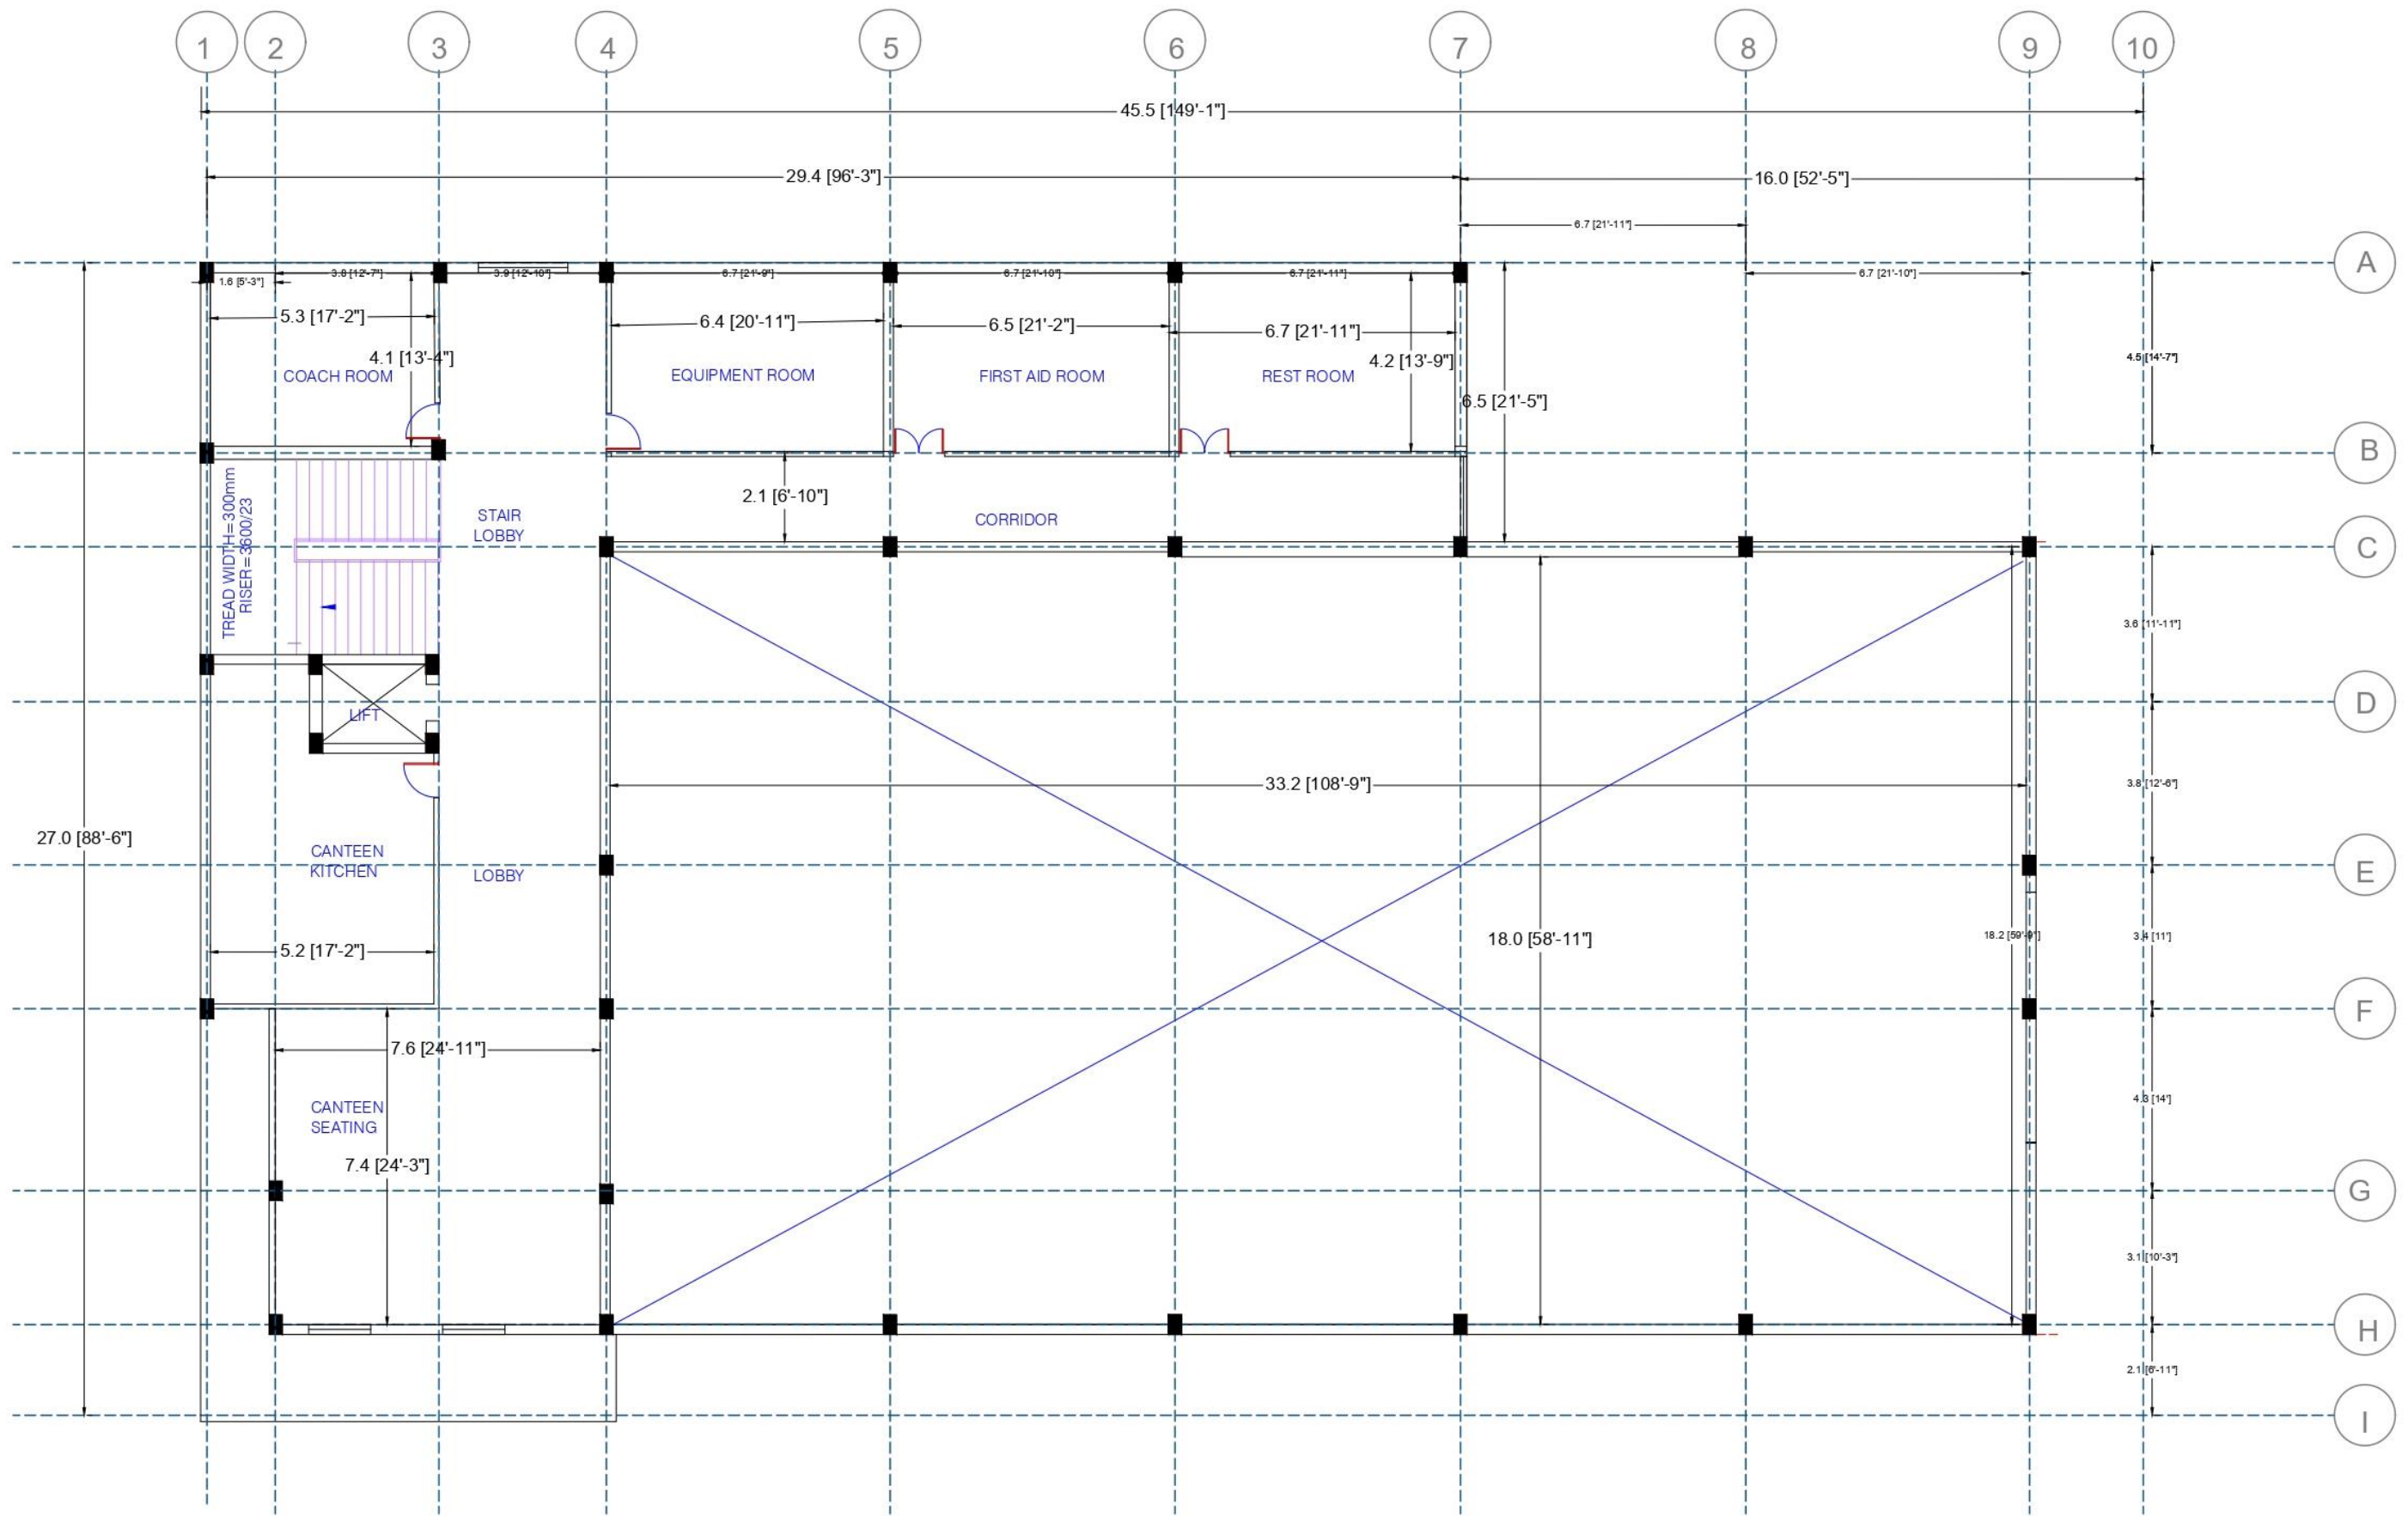 1 2 3 4 5 6 7 8 9 10
45.5 [149'-1"]
29.4 [96'-3"]
16.0 [52'-5"]
6.7 [21'-11"]
A
1.6 [5'-3"]
3.8 [12'-7"]
3.9 [12'-10"]
6.7 [21'-9"]
6.7 [21'-10"]
6.7 [21'-11"]
6.7 [21'-10"]
5.3 [17'-2"]
6.4 [20'-11"]
6.5 [21'-2"]
6.7 [21'-11"]
4.1 [13'-4"]
4.2 [13'-9"]
4.5 [14'-7"]
COACH ROOM
EQUIPMENT ROOM
FIRST AID ROOM
REST ROOM
6.5 [21'-5"]
B
TREAD WIDTH=300mm
RISER=3600/23
2.1 [6'-10"]
STAIR
LOBBY
CORRIDOR
C
3.6 [11'-11"]
D
LIFT
33.2 [108'-9"]
3.8 [12'-6"]
27.0 [88'-6"]
CANTEEN
KITCHEN
LOBBY
E
5.2 [17'-2"]
18.0 [58'-11"]
18.2 [59'-9"]
3.4 [11']
F
7.6 [24'-11"]
CANTEEN
SEATING
4.3 [14']
7.4 [24'-3"]
G
3.1 [10'-3"]
H
2.1 [6'-11"]
I